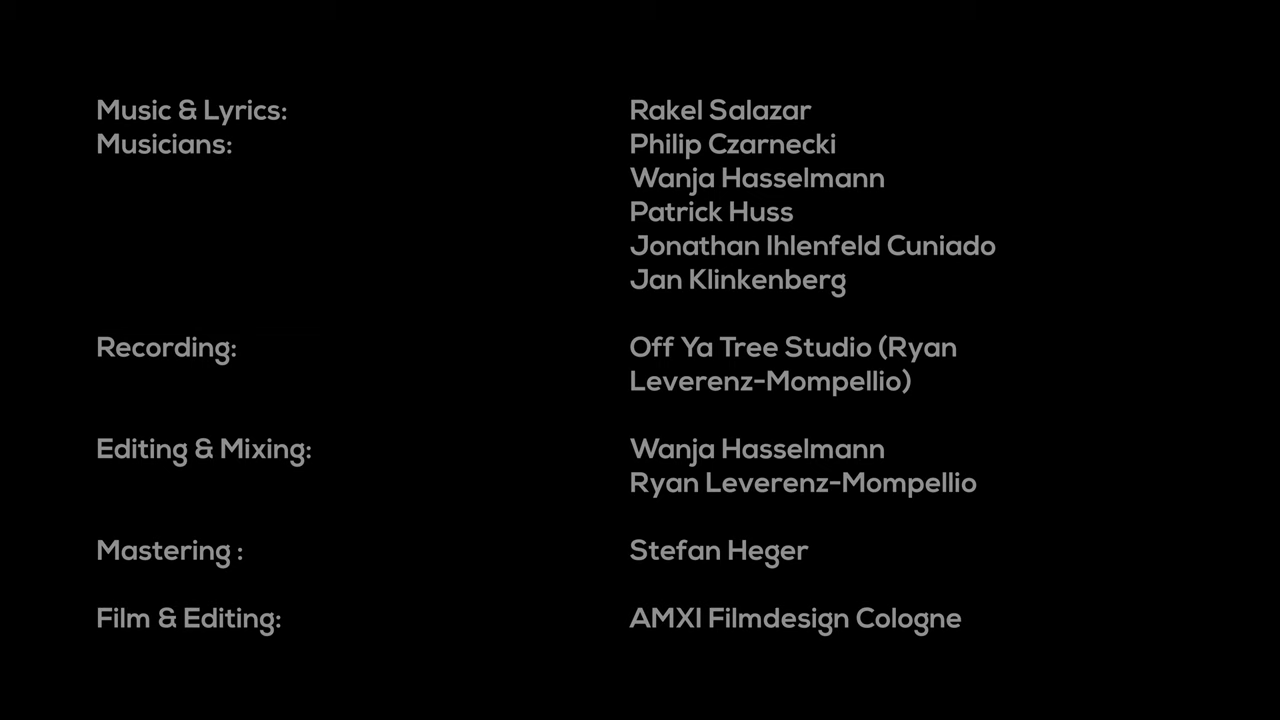 Music & Lyrics: Rakel Salazar
Musicians: Philip Czarnecki
Wanja Hasselmann
Patrick Huss
Jonathan Ihlenfeld Cuniado
Jan Klinkenberg
Recording: Off Ya Tree Studio (Ryan
Leverenz-Mompellio)
Editing & Mixing: Wanja Hasselmann
Ryan Leverenz-Mompellio
Mastering : Stefan Heger
Film & Editing: AMXI Filmdesign Cologne